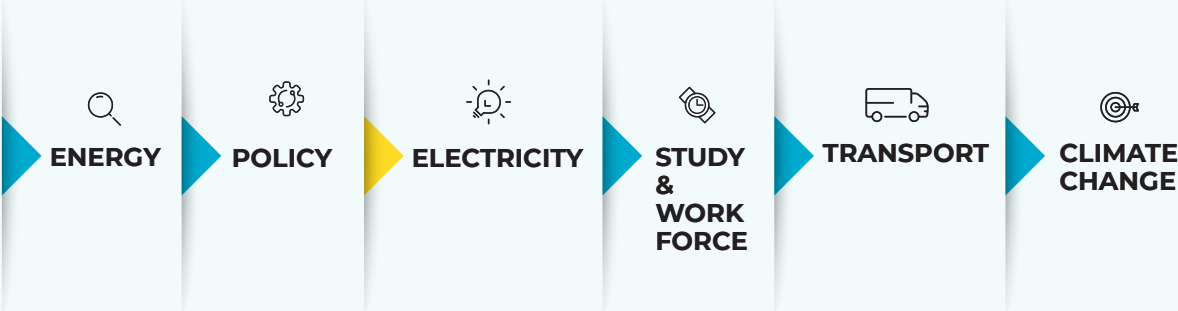 ENERGY
POLICY
ELECTRICITY
STUDY
&
WORK
FORCE
TRANSPORT
CLIMATE
CHANGE